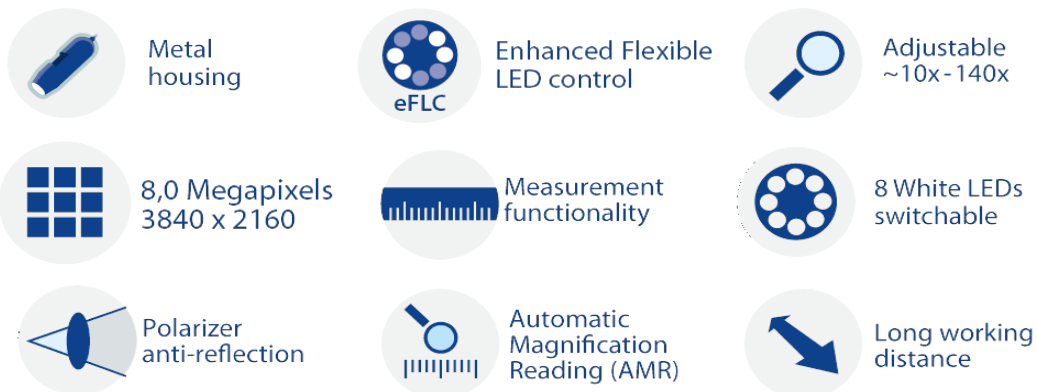 Metal
housing
eFLC
Enhanced Flexible
LED control
Adjustable
~10x-140x
8,0 Megapixels
3840 x 2160
Measurement
functionality
8 White LEDs
switchable
Polarizer
anti-reflection
Automatic
Magnification
Reading (AMR)
Long working
distance